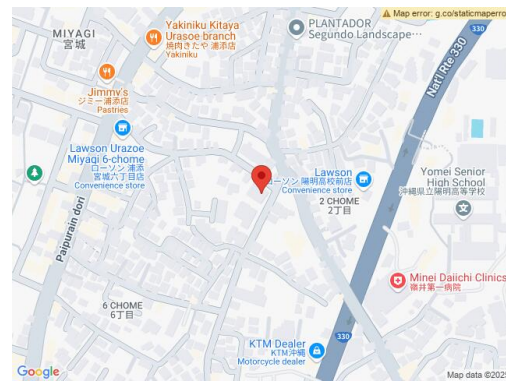 Map error: g.co/staticmaperro
MIYAGI
宮城
Yakiniku Kitaya
Urasoe branch
焼肉きたや 浦添店
Yakiniku
PLANTADOR
Segundo Landscape…
330
Nat'l Rte 330
Jimmy's
ジミー浦添店
Pastries
Lawson Urazoe
Miyagi 6-chome
ローソン 浦添
宮城六丁目店
Convenience store
Lawson
ローソン 陽明高校前店
Convenience store
Yomei Senior
High School
沖縄県立陽明高等学校
2 CHOME
2丁目
Paipurain dori
Minei Daiichi Clinics
嶺井第一病院
6 CHOME
6丁目
330
KTM Dealer
KTM沖縄
Motorcycle dealer
Google
Map data ©2025